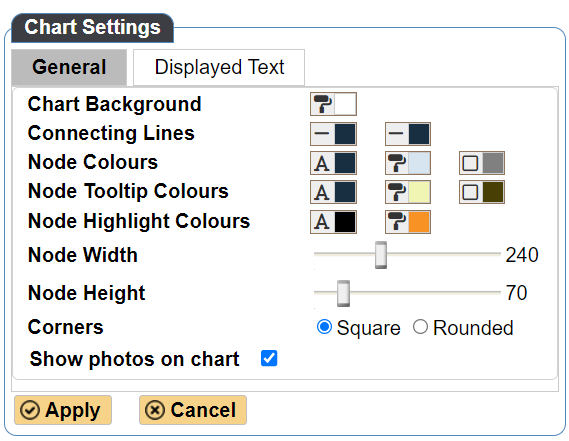 Chart Settings
General Displayed Text
Chart Background
Connecting Lines
Node Colours A
Node Tooltip Colours A
Node Highlight Colours A
Node Width 240
Node Height 70
Corners Square Rounded
Show photos on chart
Apply Cancel